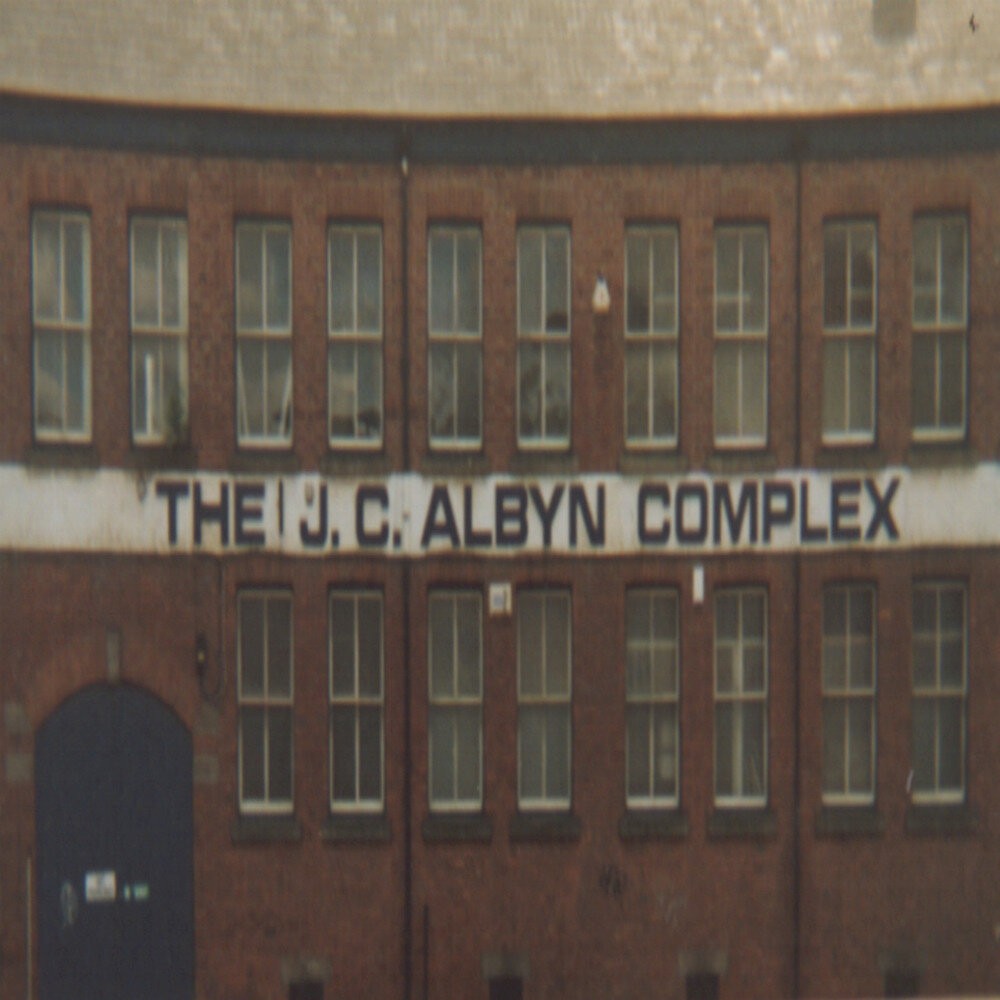 THE J. C. ALBYN COMPLEX